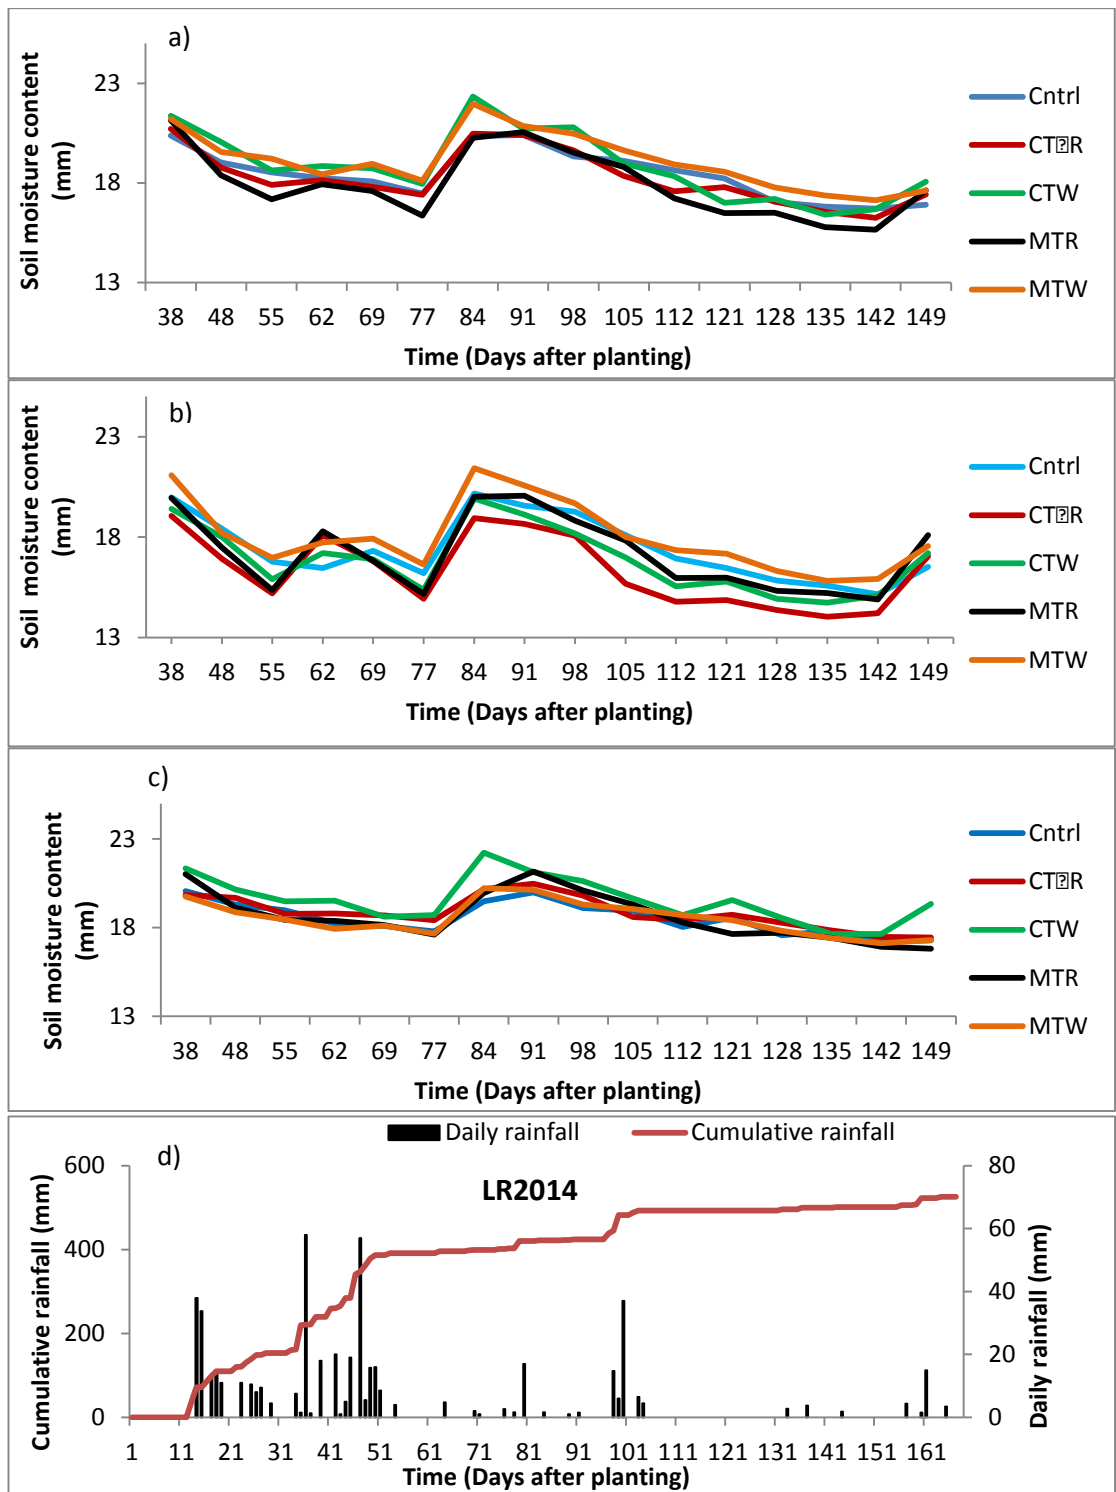 a)
Soil moisture content
(mm)
23
18
13
38 48 55 62 69 77 84 91 98 105 112 121 128 135 142 149
Time (Days after planting)
Cntrl
CT⍰R
CTW
MTR
MTW
b)
Soil moisture content
(mm)
23
18
13
38 48 55 62 69 77 84 91 98 105 112 121 128 135 142 149
Time (Days after planting)
Cntrl
CT⍰R
CTW
MTR
MTW
c)
Soil moisture content
(mm)
23
18
13
38 48 55 62 69 77 84 91 98 105 112 121 128 135 142 149
Time (Days after planting)
Cntrl
CT⍰R
CTW
MTR
MTW
d)
Daily rainfall Cumulative rainfall
LR2014
Cumulative rainfall (mm)
600
400
200
0
Daily rainfall (mm)
80
60
40
20
0
1 11 21 31 41 51 61 71 81 91 101 111 121 131 141 151 161
Time (Days after planting)